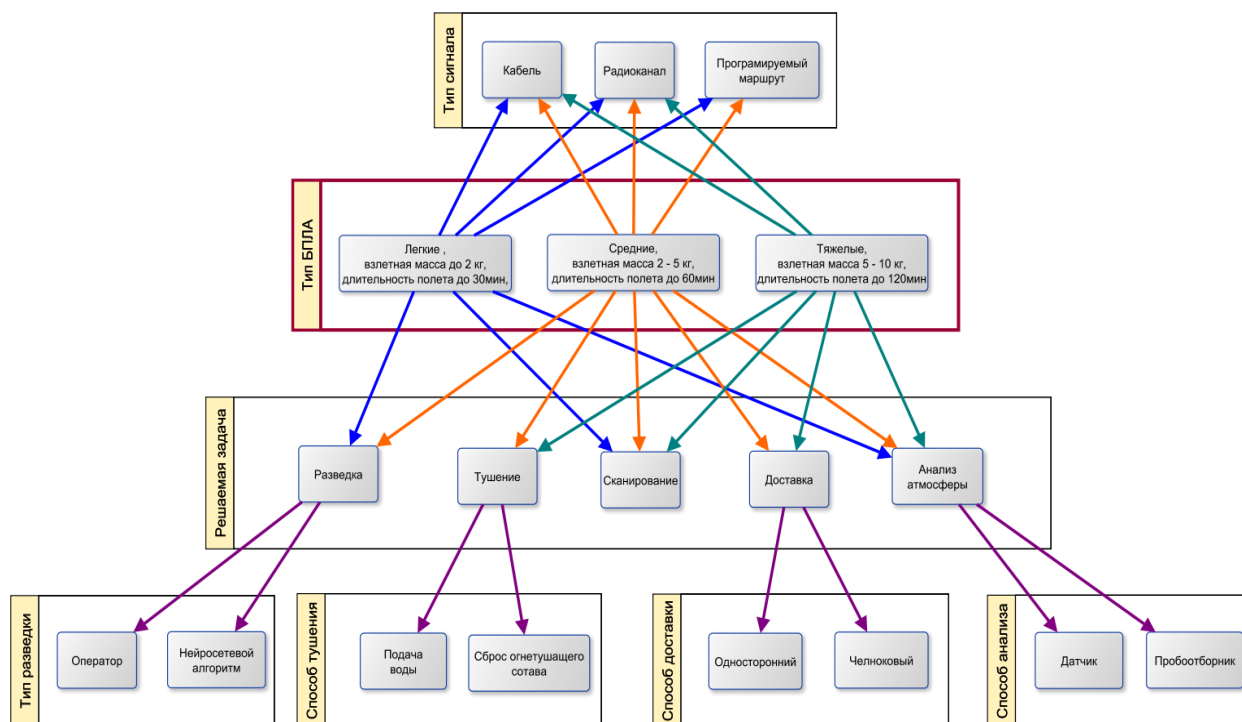 Тип сигнала
Кабель
Радиоканал
Програмируемый
маршрут
Тип БПЛА
Легкие ,
взлетная масса до 2 кг,
длительность полета до 30мин,
Средние,
взлетная масса 2 - 5 кг,
длительность полета до 60мин
Тяжелые,
взлетная масса 5 - 10 кг,
длительность полета до 120мин
Решаемая задача
Разведка
Тушение
Сканирование
Доставка
Анализ
атмосферы
Тип разведки
Оператор
Нейросетевой
алгоритм
Способ тушения
Подача
воды
Сброс огнетушащего
сотава
Способ доставки
Односторонний
Челноковый
Способ анализа
Датчик
Пробоотборник